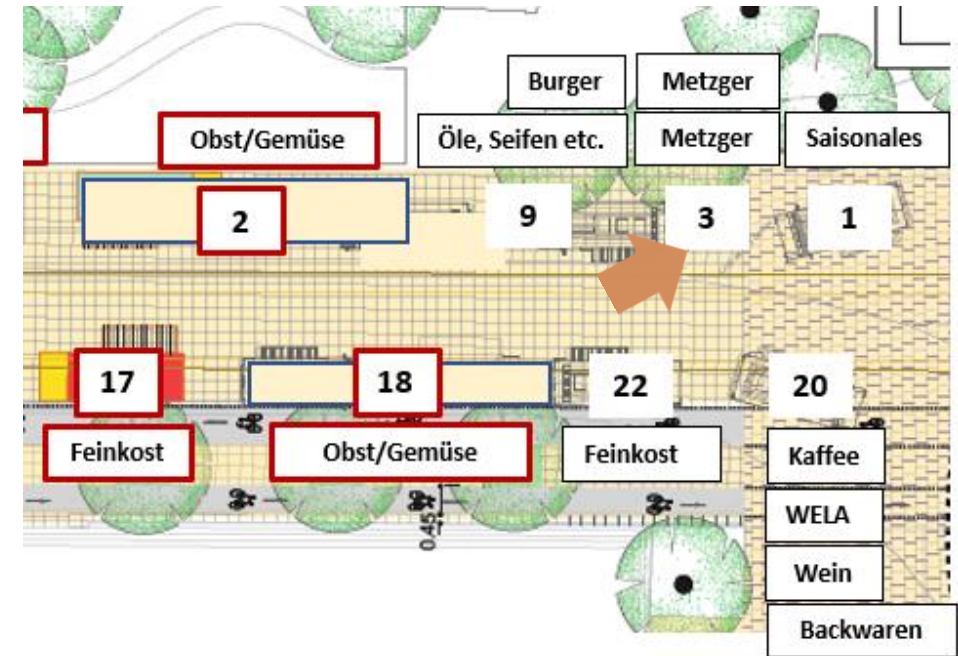 Burger Metzger
Obst/Gemüse Öle, Seifen etc. Metzger Saisonales
2 9 3 1
17 18 22 20
Feinkost Obst/Gemüse Feinkost Kaffee
0.45
WELA
Wein
Backwaren